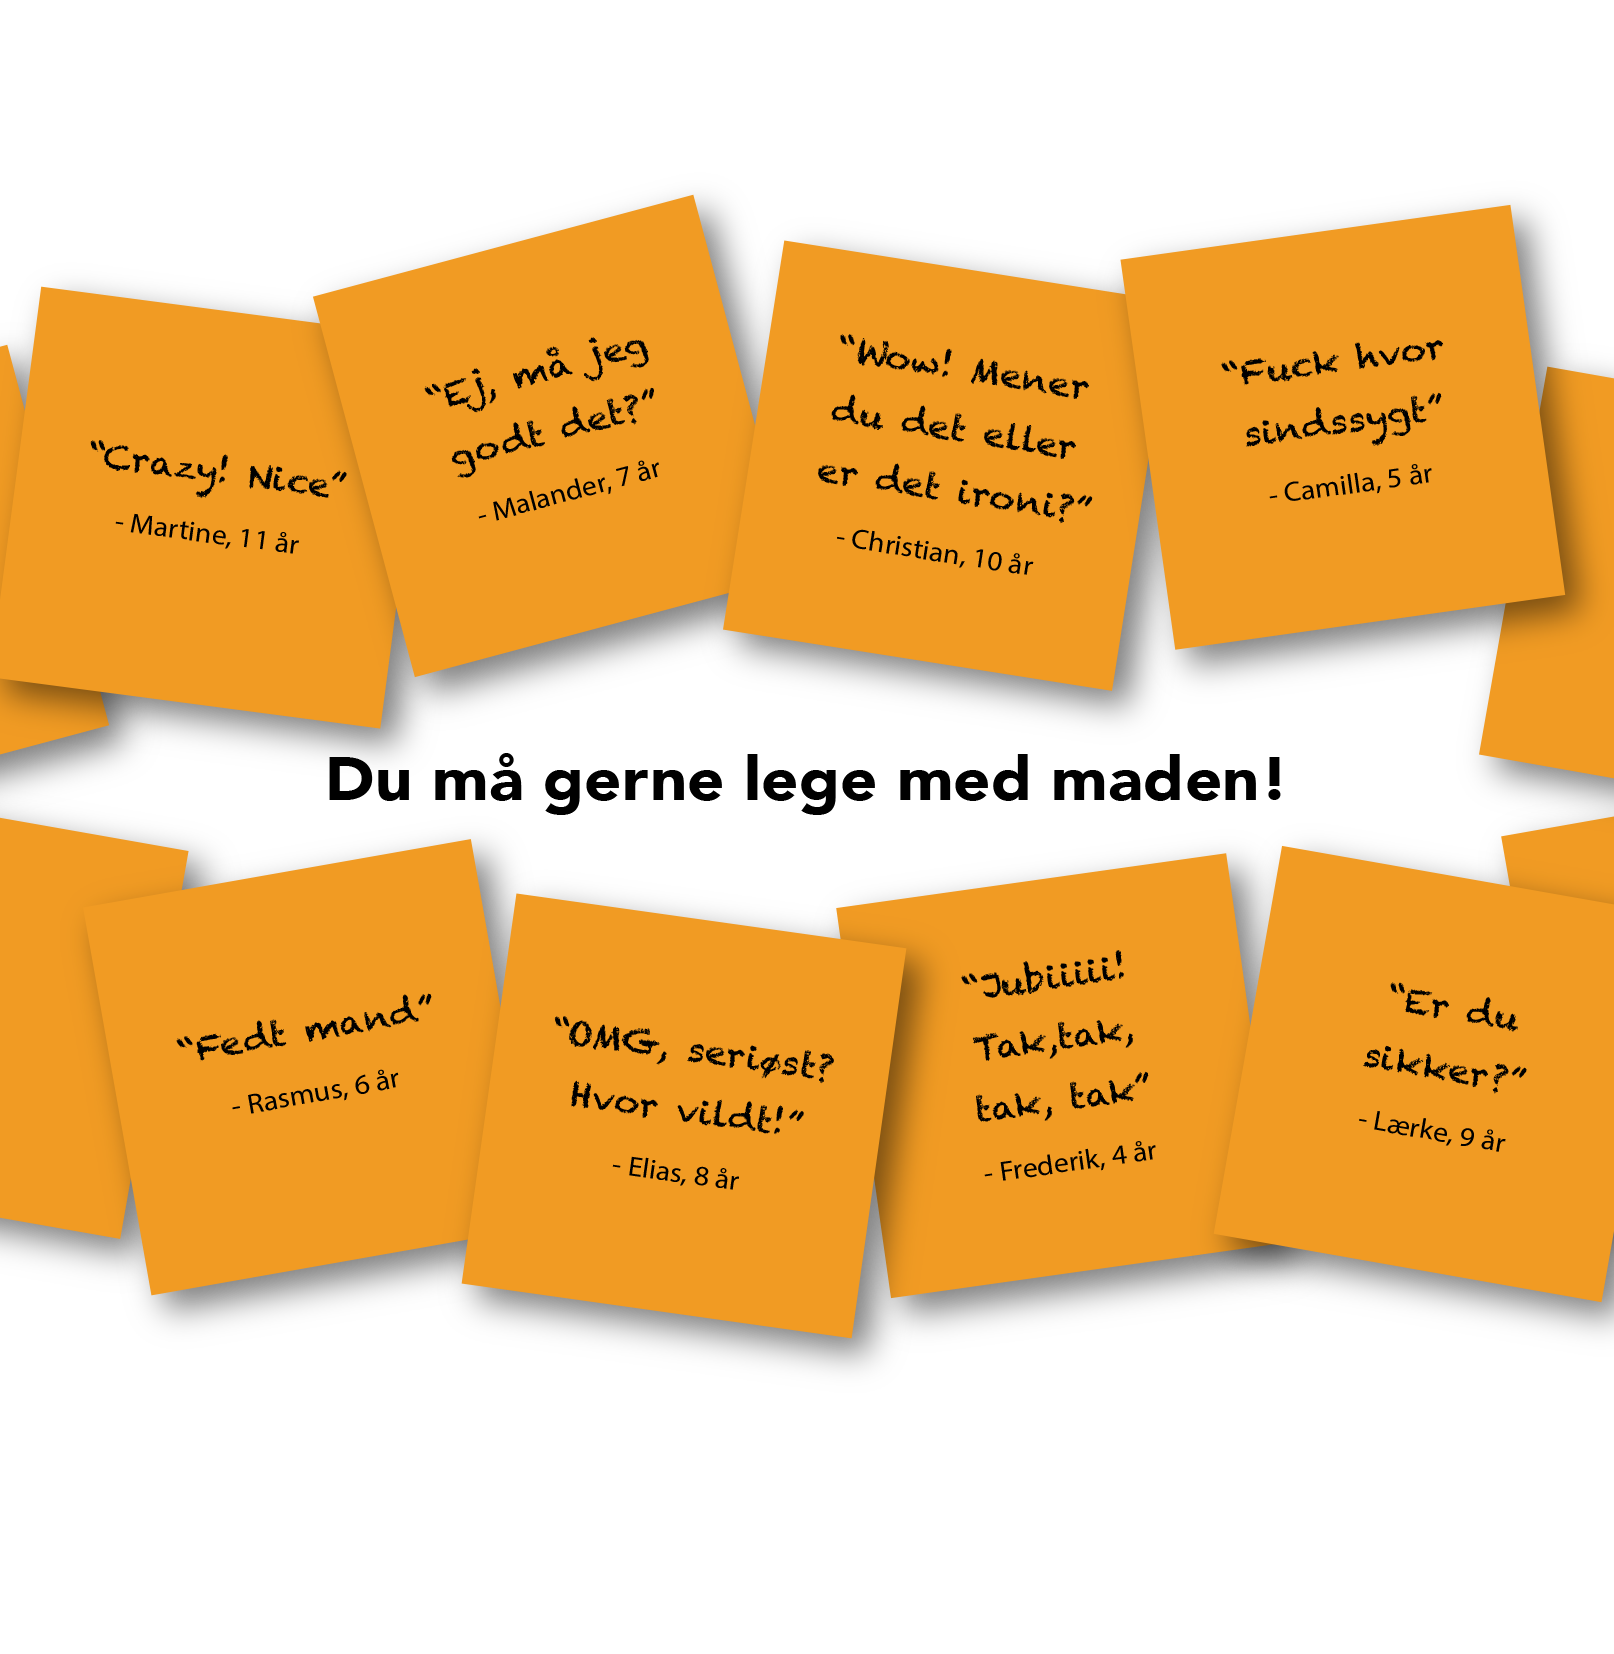 “Crazy! Nice”
- Martine, 11 år
“Ej, må jeg
godt det?”
- Malander, 7 år
“Wow! Mener
du det eller
er det ironi?”
- Christian, 10 år
“Fuck hvor
sindssygt”
- Camilla, 5 år
Du må gerne lege med maden!
“Fedt mand”
- Rasmus, 6 år
“OMG, seriøst?
Hvor vildt!”
- Elias, 8 år
“Jubiiiii!
Tak,tak,
tak, tak”
- Frederik, 4 år
“Er du
sikker?”
- Lærke, 9 år